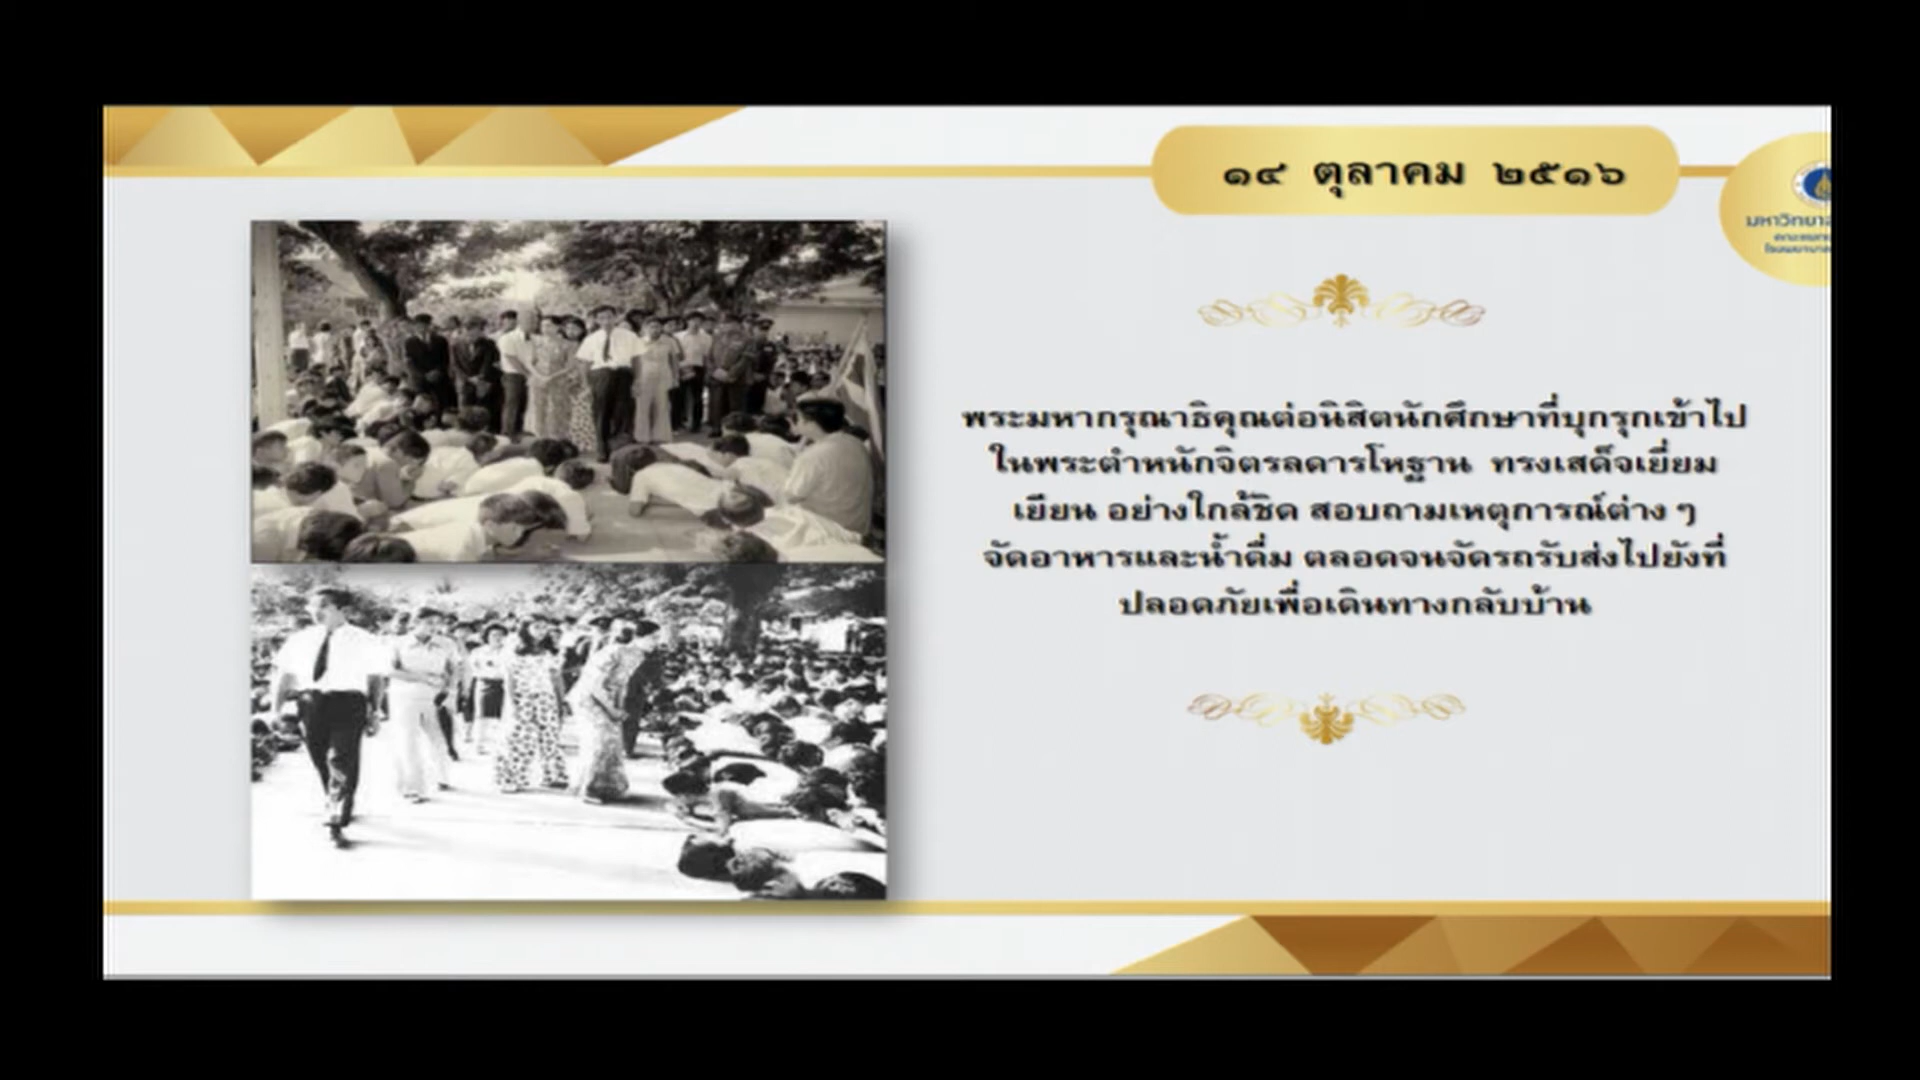 ๑๔ ตุลาคม ๒๕๑๖
มหาวิทยา
พระมหากรุณาธิคุณต่อนิสิตนักศึกษาที่บุกรุกเข้าไป
ในพระตำหนักจิตรลดารโหฐาน ทรงเสด็จเยี่ยม
เยียน อย่างใกล้ชิด สอบถามเหตุการณ์ต่าง ๆ
จัดอาหารและน้ำดื่ม ตลอดจนจัดรถรับส่งไปยังที่
ปลอดภัยเพื่อเดินทางกลับบ้าน